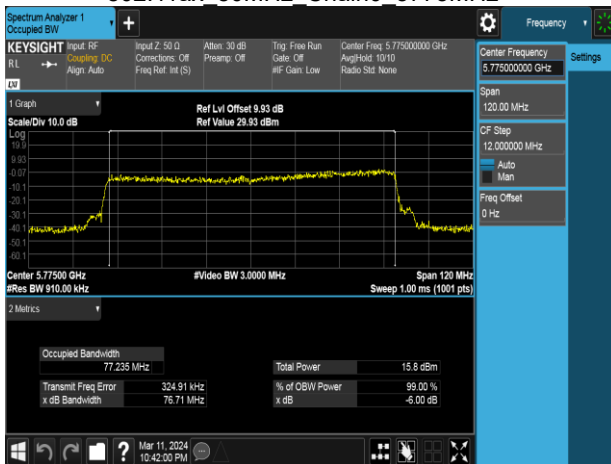 Spectrum Analyzer 1
Occupied BW
+
Frequency
KEYSIGHT
RL
LXI
Input: RF
Coupling: DC
Align: Auto
Input Z: 50 Ω
Corrections: Off
Freq Ref: Int (S)
Atten: 30 dB
Preamp: Off
Trig: Free Run
Gate: Off
#IF Gain: Low
Center Freq: 5.775000000 GHz
Avg|Hold: 10/10
Radio Std: None
Center Frequency
5.775000000 GHz
Settings
Span
120.00 MHz
CF Step
12.000000 MHz
Auto
Man
Freq Offset
0 Hz
1 Graph
Scale/Div 10.0 dB
Ref Lvl Offset 9.93 dB
Ref Value 29.93 dBm
Log
19.9
9.93
-0.07
-10.1
-20.1
-30.1
-40.1
-50.1
-60.1
Center 5.77500 GHz
#Res BW 910.00 kHz
#Video BW 3.0000 MHz
Span 120 MHz
Sweep 1.00 ms (1001 pts)
2 Metrics
Occupied Bandwidth
77.235 MHz
Total Power 15.8 dBm
Transmit Freq Error 324.91 kHz
% of OBW Power 99.00 %
x dB Bandwidth 76.71 MHz
x dB -6.00 dB
?
Mar 11, 2024
10:42:00 PM